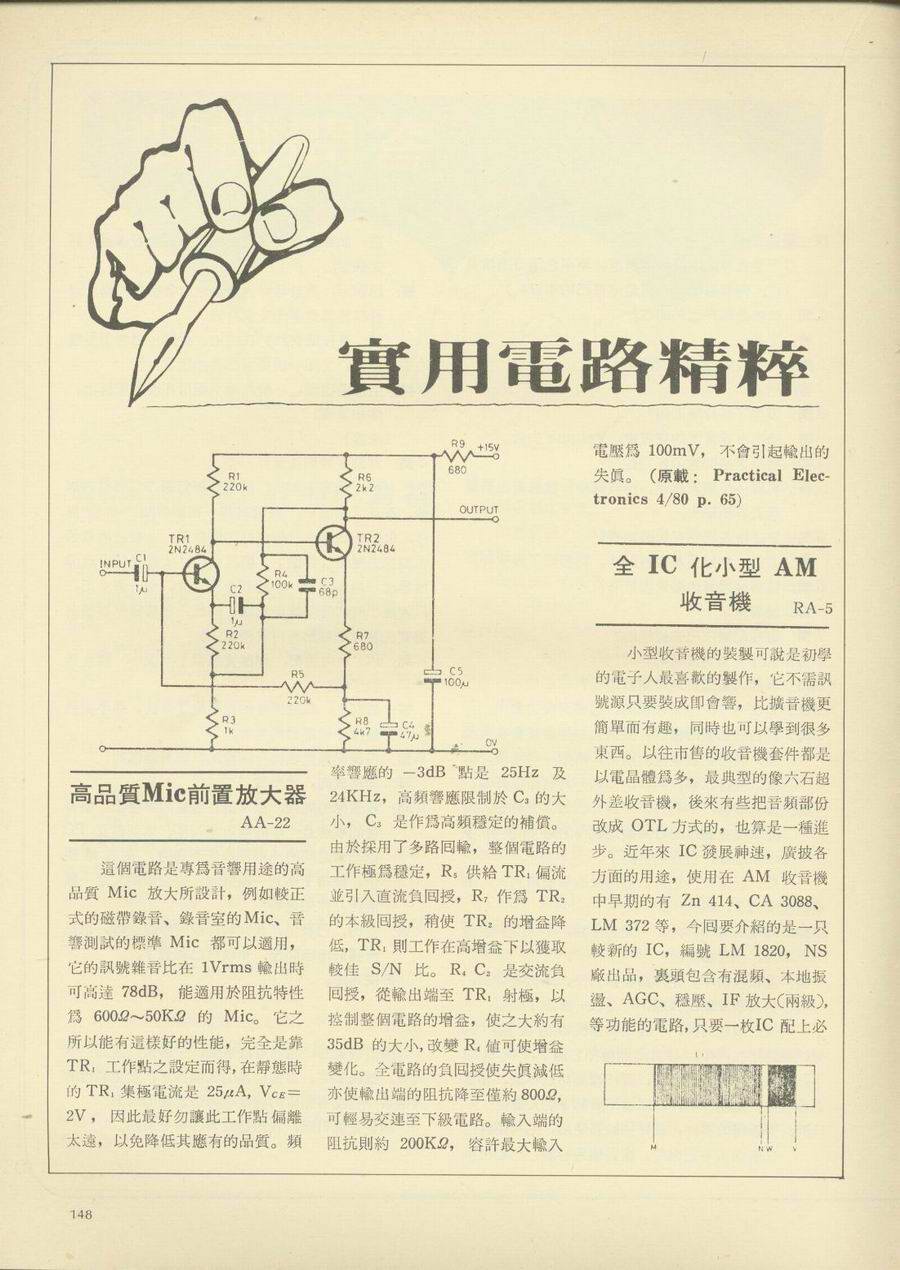 實用電路精粹
R9
+15V
680
R1
220k
R6
2k2
OUTPUT
TR1
2N2484
TR2
2N2484
INPUT
C1
1μ
C2
1μ
R4
100k
C3
68p
R2
220k
R7
680
R5
220k
C5
100μ
R3
1k
R8
4k7
C4
47μ
0V
高品質Mic前置放大器
AA-22
這個電路是專爲音響用途的高
品質 Mic 放大所設計，例如較正
式的磁帶錄音、錄音室的Mic、音
響測試的標準 Mic 都可以適用，
它的訊號雜音比在 1Vrms 輸出時
可高達 78dB， 能適用於阻抗特性
爲 600Ω～50KΩ 的 Mic。 它之
所以能有這樣好的性能，完全是靠
TR₁ 工作點之設定而得,在靜態時
的 TR₁ 集極電流是 25μA, VCE=
2V， 因此最好勿讓此工作點偏離
太遠，以免降低其應有的品質。頻
率響應的 —3dB 點是 25Hz 及
24KHz，高頻響應限制於 C₃ 的大
小， C₃ 是作爲高頻穩定的補償。
由於採用了多路回輸，整個電路的
工作極爲穩定，R₅ 供給 TR₁ 偏流
並引入直流負回授，R₇ 作爲 TR₂
的本級回授，稍使 TR₂ 的增益降
低，TR₁ 則工作在高增益下以獲取
較佳 S/N 比。 R₄ C₂ 是交流負
回授，從輸出端至 TR₁ 射極，以
控制整個電路的增益，使之大約有
35dB 的大小,改變 R₄ 値可使增益
變化。全電路的負回授使失眞減低
亦使輸出端的阻抗降至僅約 800Ω,
可輕易交連至下級電路。輸入端的
阻抗則約 200KΩ， 容許最大輸入
電壓爲 100mV， 不會引起輸出的
失眞。（原載：Practical Elec-
tronics 4/80 p. 65)
全 IC 化小型 AM
收音機 RA-5
小型收音機的裝製可說是初學
的電子人最喜歡的製作，它不需訊
號源只要裝成卽會響，比擴音機更
簡單而有趣，同時也可以學到很多
東西。以往市售的收音機套件都是
以電晶體爲多，最典型的像六石超
外差收音機，後來有些把音頻部份
改成 OTL 方式的，也算是一種進
步。近年來 IC 發展神速，廣披各
方面的用途，使用在 AM 收音機
中早期的有 Zn 414、CA 3088、
LM 372 等，今回要介紹的是一只
較新的 IC，編號 LM 1820，NS
廠出品，裏頭包含有混頻、本地振
盪、AGC、穩壓、IF 放大(兩級),
等功能的電路,只要一枚IC 配上必
M
N W
148